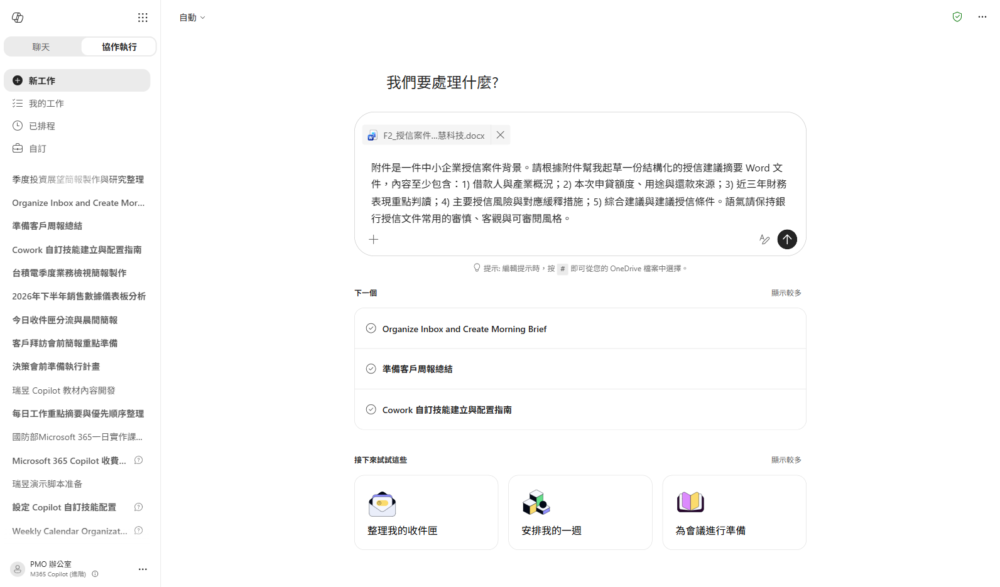 自動
聊天
協作執行
新工作
我的工作
已排程
自訂
季度投資展望簡報製作與研究整理
Organize Inbox and Create Mor...
準備客戶周報總結
Cowork 自訂技能建立與配置指南
台積電季度業務檢視簡報製作
2026年下半年銷售數據儀表板分析
今日收件匣分流與晨間簡報
客戶拜訪會前簡報重點準備
決策會前準備執行計畫
瑞昱 Copilot 教材內容開發
每日工作重點摘要與優先順序整理
國防部Microsoft 365一日實作課...
Microsoft 365 Copilot 收費...
瑞昱演示脚本准备
設定 Copilot 自訂技能配置
Weekly Calendar Organizat...
PMO 辦公室
M365 Copilot (進階)
我們要處理什麼?
F2_授信案件...慧科技.docx
附件是一件中小企業授信案件背景。請根據附件幫我起草一份結構化的授信建議摘要 Word 文
件，內容至少包含：1) 借款人與產業概況；2) 本次申貸額度、用途與還款來源；3) 近三年財務
表現重點判讀；4) 主要授信風險與對應緩釋措施；5) 綜合建議與建議授信條件。語氣請保持銀
行授信文件常用的審慎、客觀與可審閱風格。
提示: 編輯提示時，按 # 即可從您的 OneDrive 檔案中選擇。
下一個
顯示較多
Organize Inbox and Create Morning Brief
準備客戶周報總結
Cowork 自訂技能建立與配置指南
接下來試試這些
顯示較多
整理我的收件匣
安排我的一週
為會議進行準備